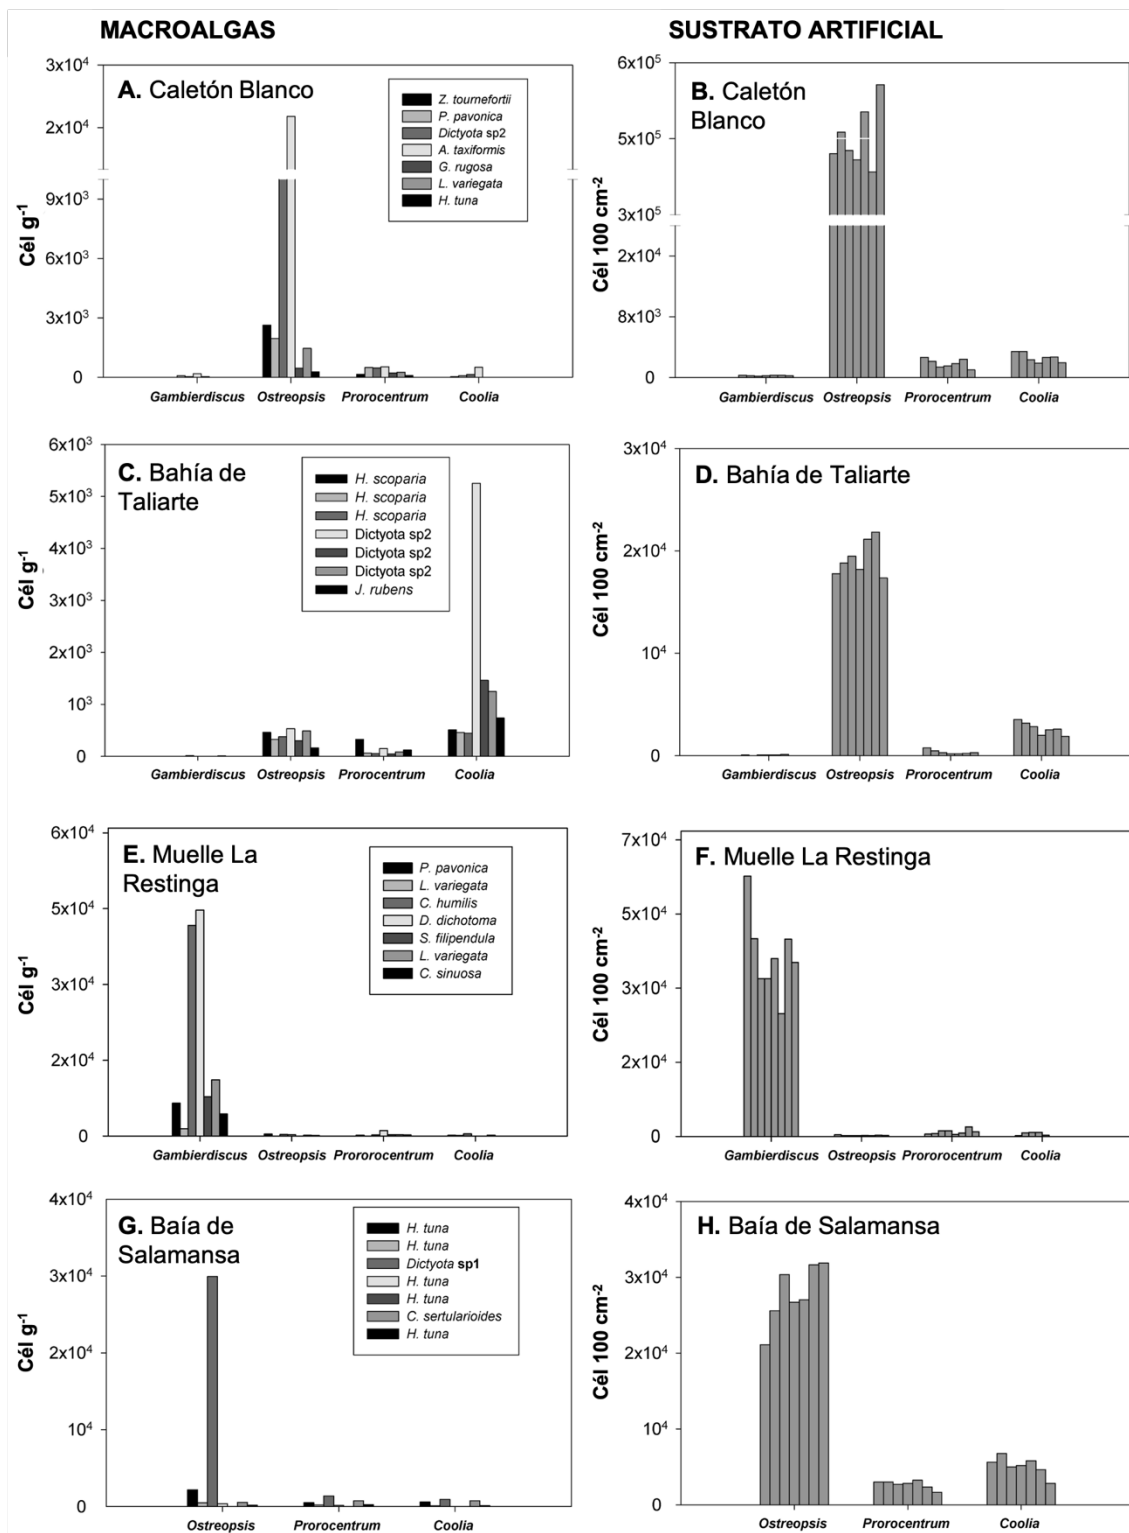 MACROALGAS
SUSTRATO ARTIFICIAL
A. Caletón Blanco
Cél g-1
3x10⁴
2x10⁴
9x10³
6x10³
3x10³
0
Z. tournefortii
P. pavonica
Dictyota sp2
A. taxiformis
G. rugosa
L. variegata
H. tuna
Gambierdiscus Ostreopsis Prorocentrum Coolia
B. Caletón
Blanco
Cél 100 cm-2
6x10⁵
5x10⁵
3x10⁵
2x10⁴
8x10³
0
Gambierdiscus Ostreopsis Prorocentrum Coolia
C. Bahía de
Taliarte
Cél g-1
6x10³
5x10³
4x10³
3x10³
2x10³
10³
0
H. scoparia
H. scoparia
H. scoparia
Dictyota sp2
Dictyota sp2
Dictyota sp2
J. rubens
Gambierdiscus Ostreopsis Prorocentrum Coolia
D. Bahía de Taliarte
Cél 100 cm-2
3x10⁴
2x10⁴
10⁴
0
Gambierdiscus Ostreopsis Prorocentrum Coolia
E. Muelle La
Restinga
Cél g-1
6x10⁴
5x10⁴
3x10⁴
2x10⁴
0
P. pavonica
L. variegata
C. humilis
D. dichotoma
S. filipendula
L. variegata
C. sinuosa
Gambierdiscus Ostreopsis Prororocentrum Coolia
F. Muelle La Restinga
Cél 100 cm-2
7x10⁴
5x10⁴
3x10⁴
2x10⁴
0
Gambierdiscus Ostreopsis Prororocentrum Coolia
G. Baía de
Salamansa
Cél g-1
4x10⁴
3x10⁴
2x10⁴
10⁴
0
H. tuna
H. tuna
Dictyota sp1
H. tuna
H. tuna
C. sertularioides
H. tuna
Ostreopsis Prorocentrum Coolia
H. Baía de Salamansa
Cél 100 cm-2
4x10⁴
3x10⁴
2x10⁴
10⁴
0
Ostreopsis Prorocentrum Coolia